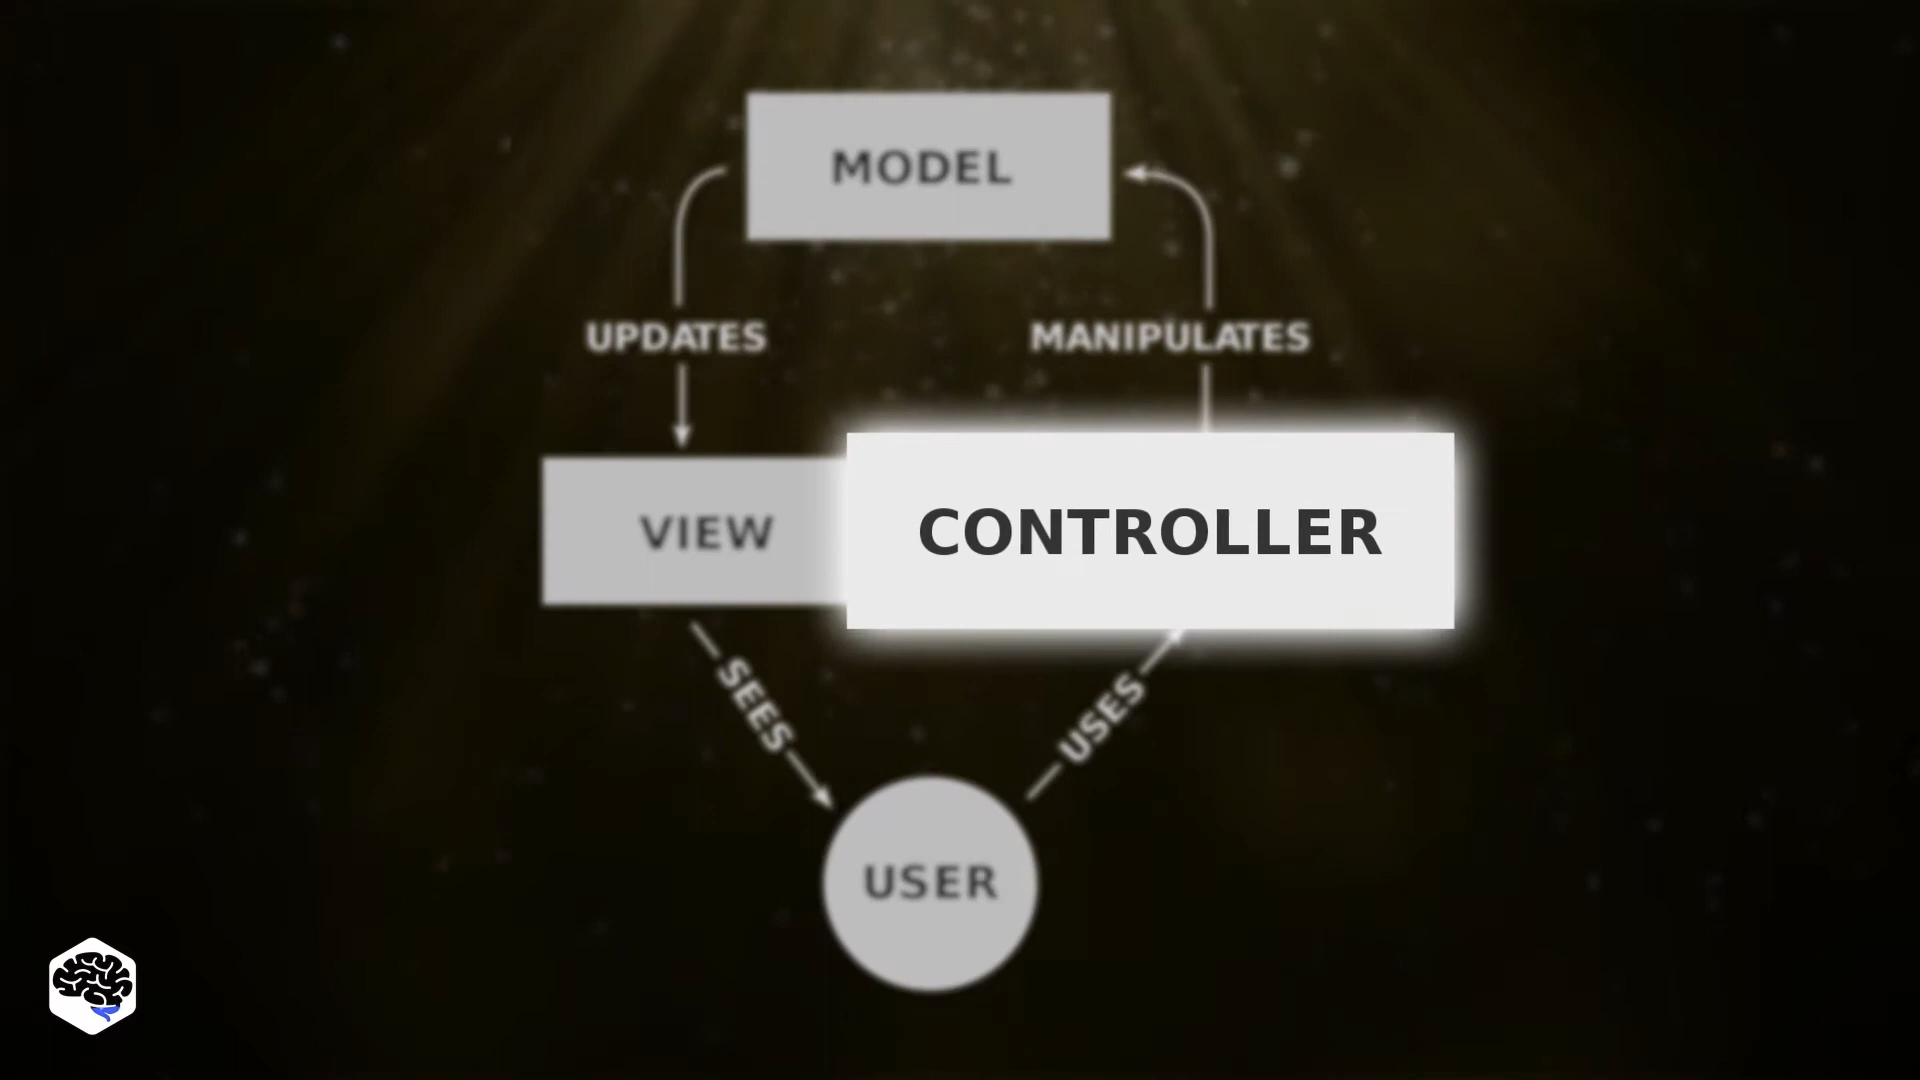 MODEL
UPDATES
MANIPULATES
VIEW
CONTROLLER
SEES
USES
USER